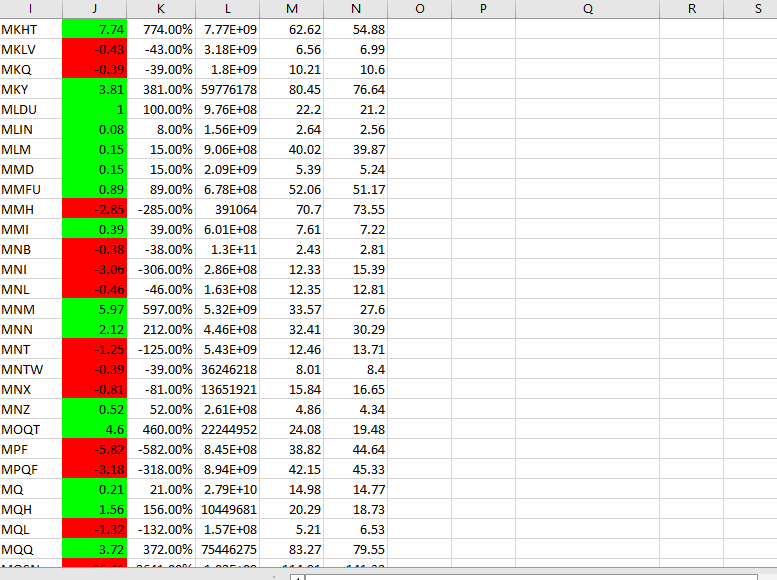 I J K L M N O P Q R S
MKHT 7.74 774.00% 7.77E+09 62.62 54.88
MKLV -0.43 -43.00% 3.18E+09 6.56 6.99
MKQ -0.39 -39.00% 1.8E+09 10.21 10.6
MKY 3.81 381.00% 59776178 80.45 76.64
MLDU 1 100.00% 9.76E+08 22.2 21.2
MLIN 0.08 8.00% 1.56E+09 2.64 2.56
MLM 0.15 15.00% 9.06E+08 40.02 39.87
MMD 0.15 15.00% 2.09E+09 5.39 5.24
MMFU 0.89 89.00% 6.78E+08 52.06 51.17
MMH -2.85 -285.00% 391064 70.7 73.55
MMI 0.39 39.00% 6.01E+08 7.61 7.22
MNB -0.38 -38.00% 1.3E+11 2.43 2.81
MNI -3.06 -306.00% 2.86E+08 12.33 15.39
MNL -0.46 -46.00% 1.63E+08 12.35 12.81
MNM 5.97 597.00% 5.32E+09 33.57 27.6
MNN 2.12 212.00% 4.46E+08 32.41 30.29
MNT -1.25 -125.00% 5.43E+09 12.46 13.71
MNTW -0.39 -39.00% 36246218 8.01 8.4
MNX -0.81 -81.00% 13651921 15.84 16.65
MNZ 0.52 52.00% 2.61E+08 4.86 4.34
MOQT 4.6 460.00% 22244952 24.08 19.48
MPF -5.82 -582.00% 8.45E+08 38.82 44.64
MPQF -3.18 -318.00% 8.94E+09 42.15 45.33
MQ 0.21 21.00% 2.79E+10 14.98 14.77
MQH 1.56 156.00% 10449681 20.29 18.73
MQL -1.32 -132.00% 1.57E+08 5.21 6.53
MQQ 3.72 372.00% 75446275 83.27 79.55